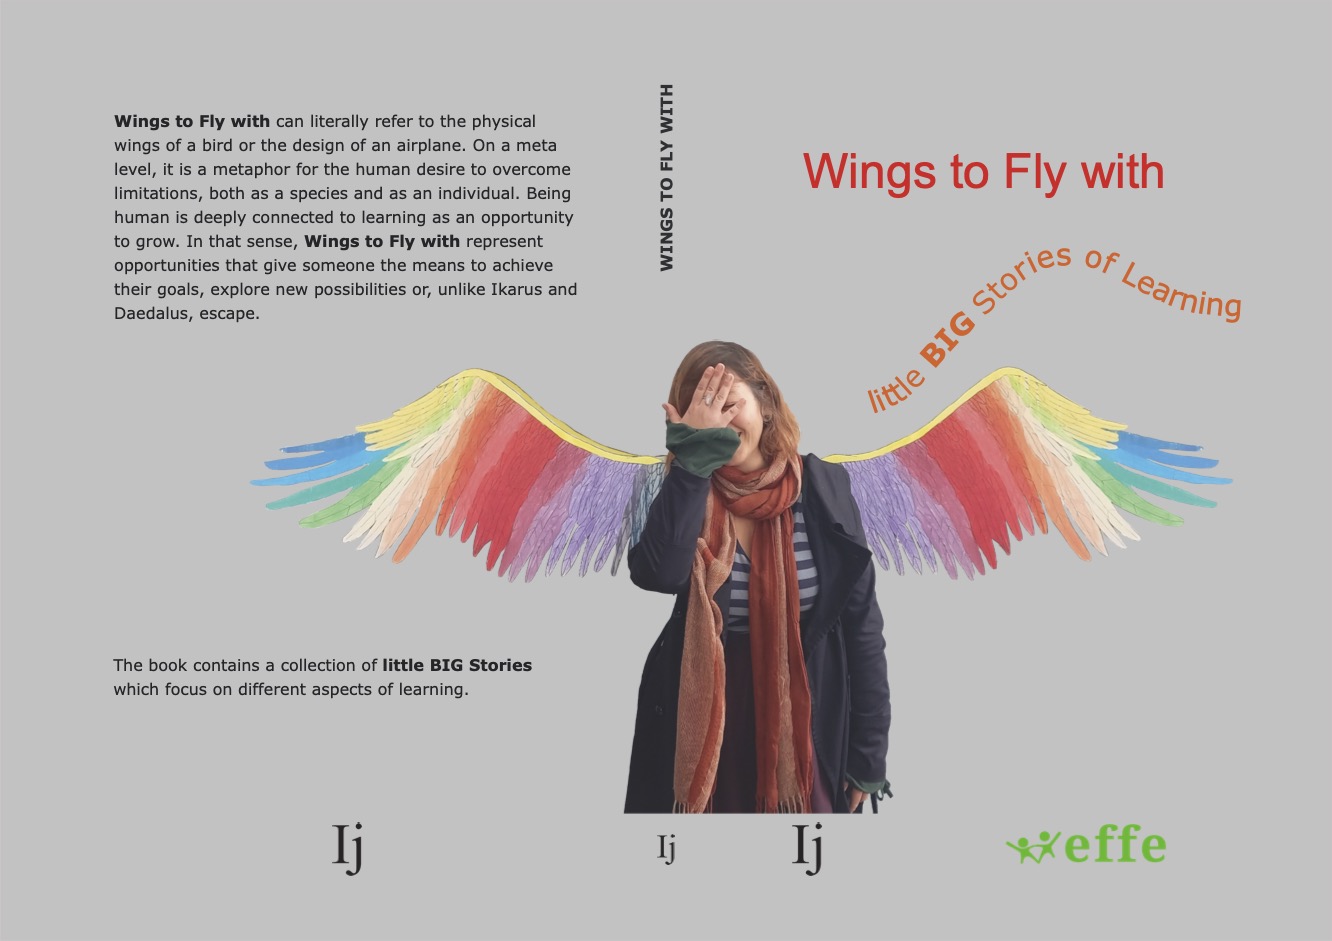 Wings to Fly with can literally refer to the physical
wings of a bird or the design of an airplane. On a meta
level, it is a metaphor for the human desire to overcome
limitations, both as a species and as an individual. Being
human is deeply connected to learning as an opportunity
to grow. In that sense, Wings to Fly with represent
opportunities that give someone the means to achieve
their goals, explore new possibilities or, unlike Ikarus and
Daedalus, escape.
The book contains a collection of little BIG Stories
which focus on different aspects of learning.
Ij
WINGS TO FLY WITH
Ij
Wings to Fly with
little BIG Stories of Learning
Ij
effe